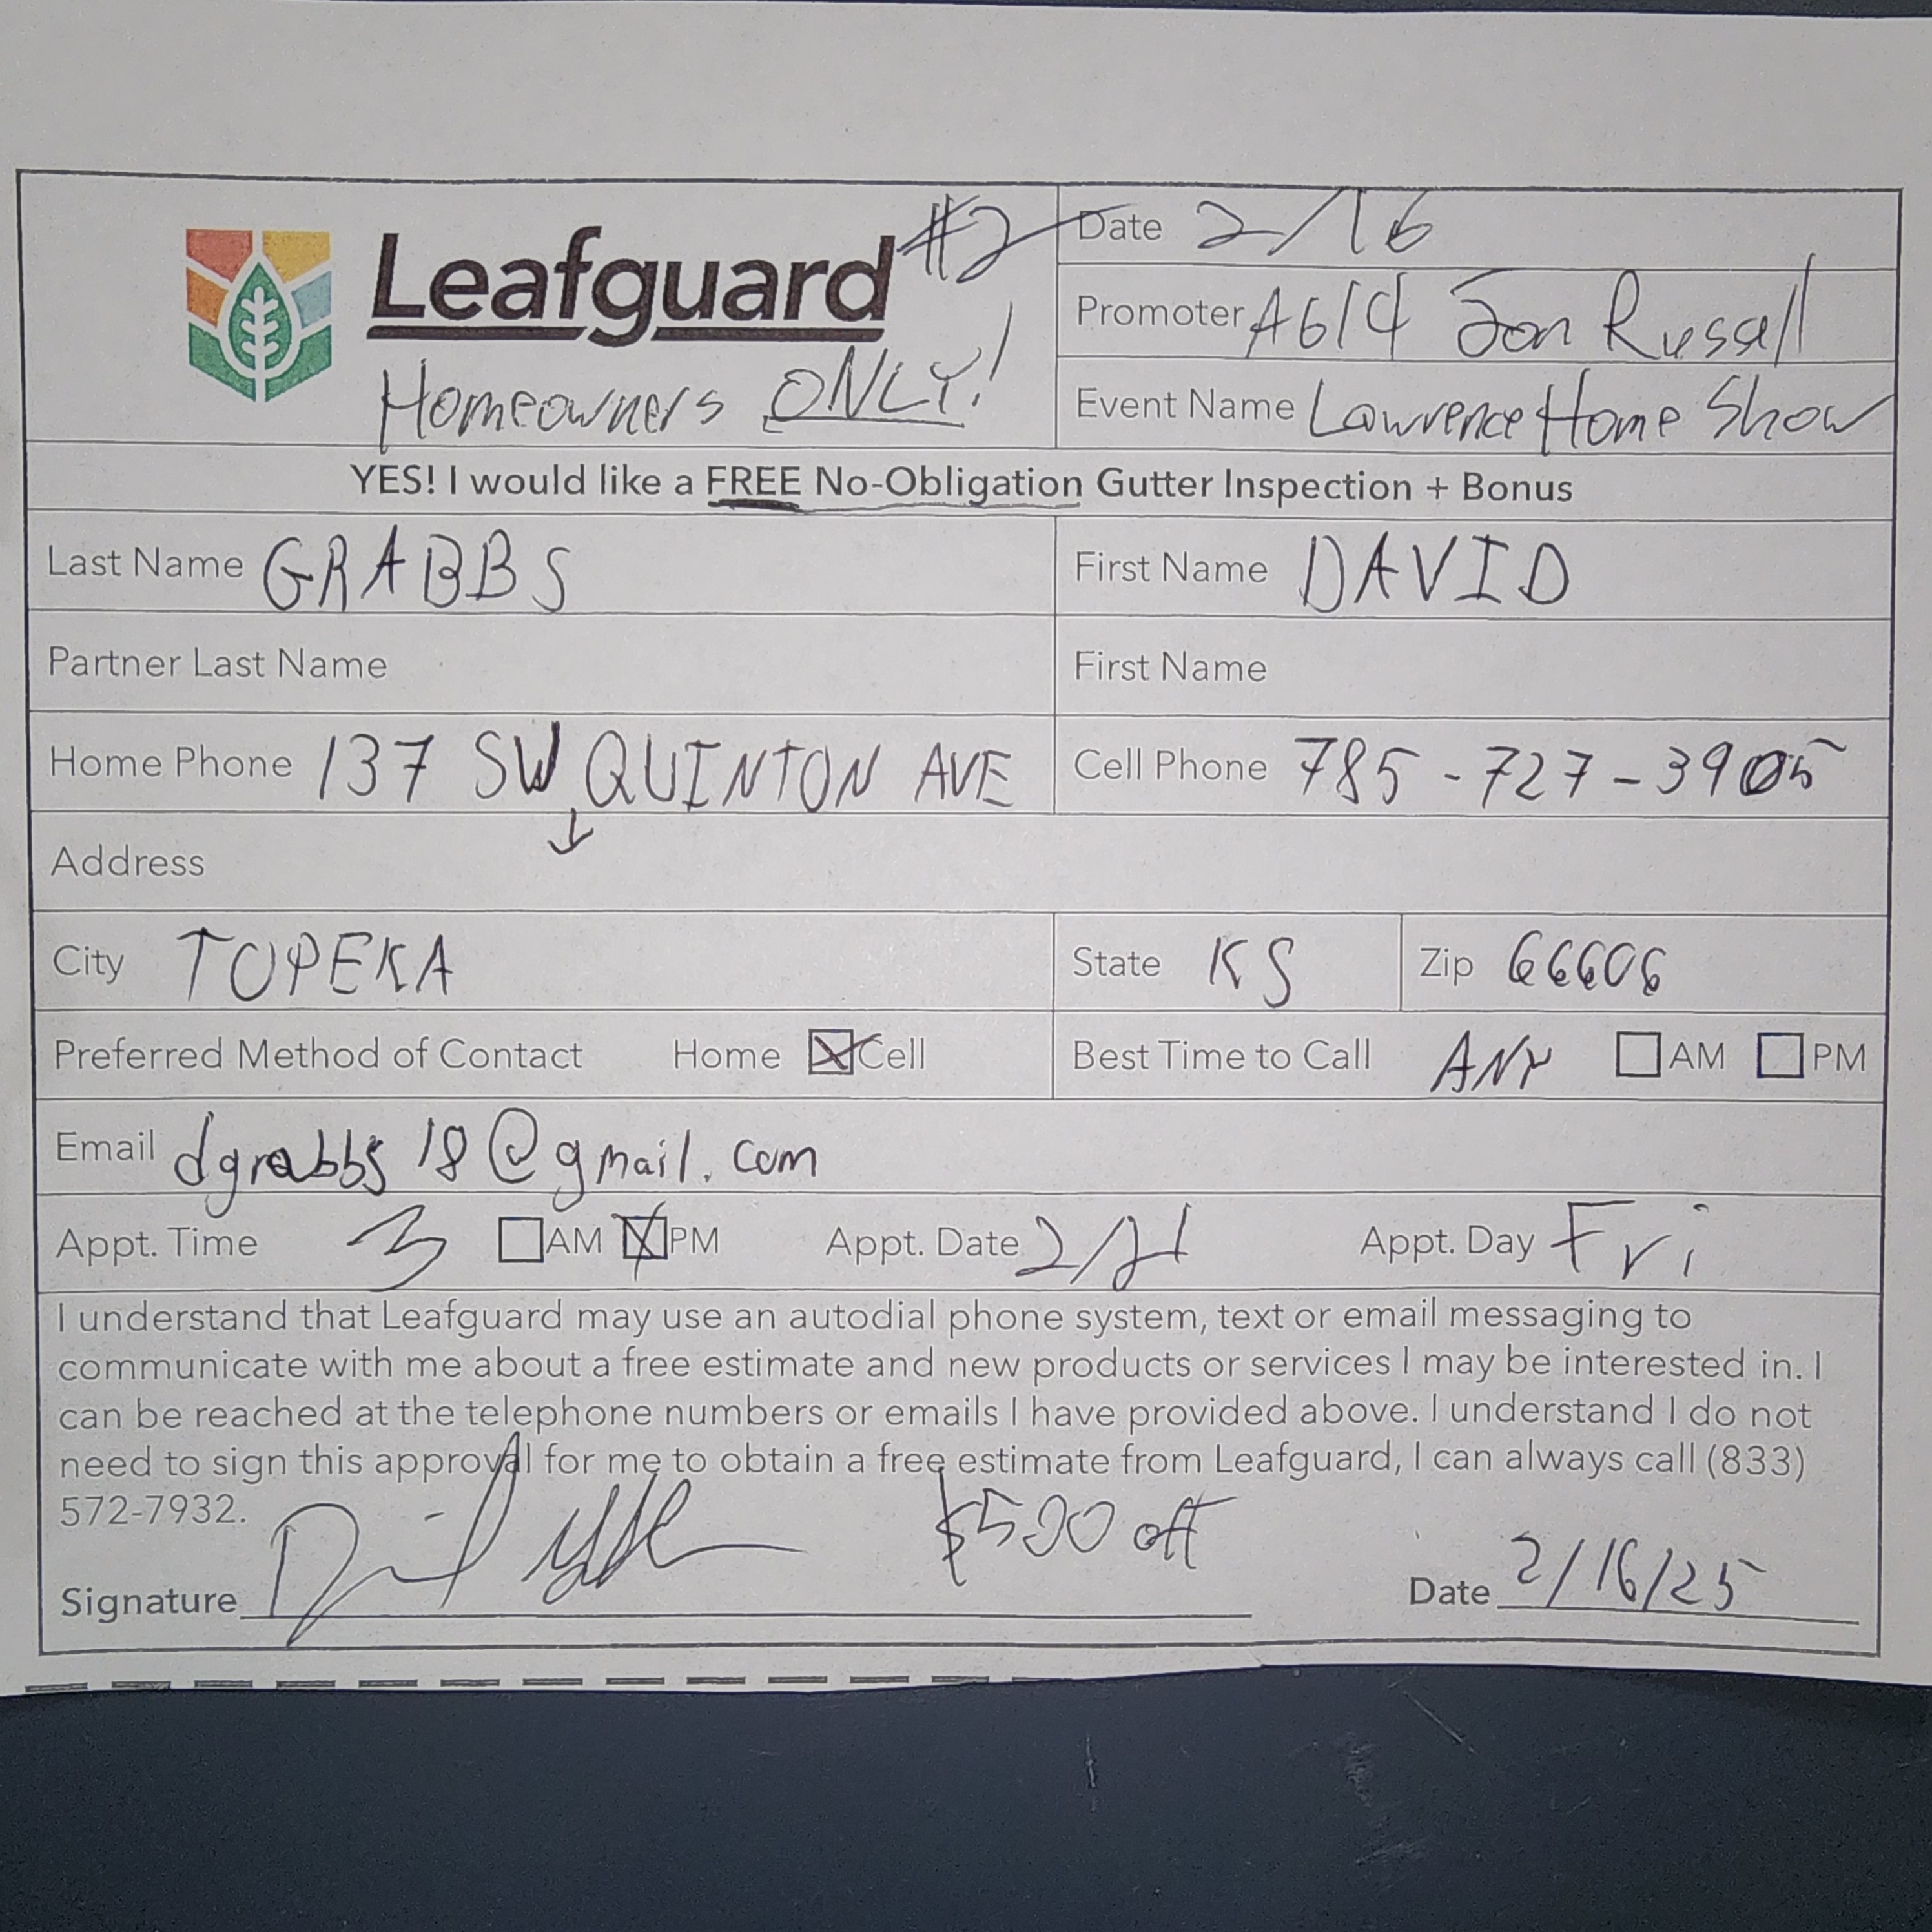 Leafguard #2
Homeowners ONLY!
Date 2/16
Promoter A614 Jon Russell
Event Name Lawrence Home Show
YES! I would like a FREE No-Obligation Gutter Inspection + Bonus
Last Name GRABBS First Name DAVID
Partner Last Name First Name
Home Phone 137 SW QUINTON AVE Cell Phone 785-727-3905
Address
City TOPEKA State KS Zip 66606
Preferred Method of Contact Home Cell Best Time to Call ANY AM PM
Email dgrabbs18@gmail.com
Appt. Time 3 AM PM Appt. Date 2/21 Appt. Day Fri
I understand that Leafguard may use an autodial phone system, text or email messaging to
communicate with me about a free estimate and new products or services I may be interested in. I
can be reached at the telephone numbers or emails I have provided above. I understand I do not
need to sign this approval for me to obtain a free estimate from Leafguard, I can always call (833)
572-7932.
$500 off
Signature Date 2/16/25